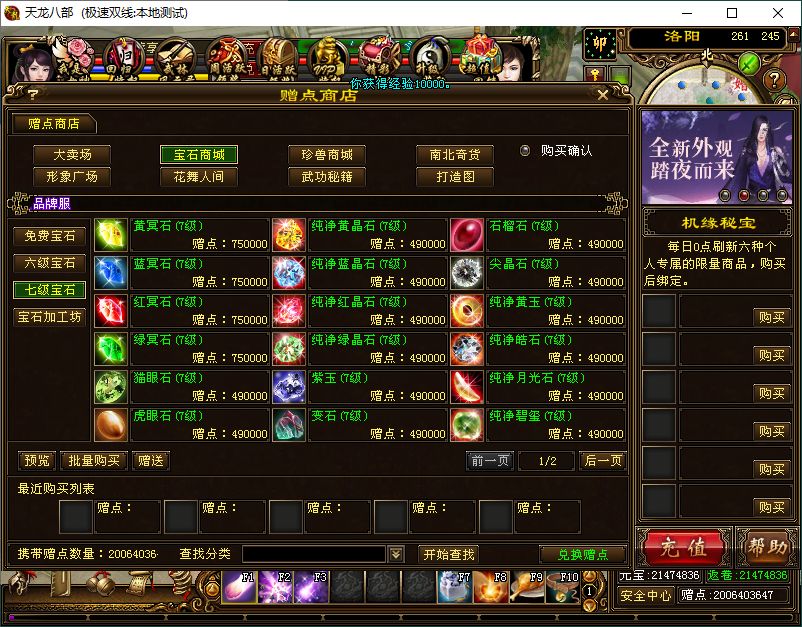 天龙八部 (极速双线:本地测试)
洛阳 261 245
北
卯
你获得经验10000。
?
赠点商店
赠点商店
大卖场 宝石商城 珍兽商城 南北奇货 购买确认
形象广场 花舞人间 武功秘籍 打造图
品牌服
免费宝石
六级宝石
七级宝石
宝石加工坊
黄冥石(7级) 纯净黄晶石(7级) 石榴石(7级)
赠点：750000 赠点：490000 赠点：490000
蓝冥石(7级) 纯净蓝晶石(7级) 尖晶石(7级)
赠点：750000 赠点：490000 赠点：490000
红冥石(7级) 纯净红晶石(7级) 纯净黄玉(7级)
赠点：750000 赠点：490000 赠点：490000
绿冥石(7级) 纯净绿晶石(7级) 纯净皓石(7级)
赠点：750000 赠点：490000 赠点：490000
猫眼石(7级) 紫玉(7级) 纯净月光石(7级)
赠点：490000 赠点：490000 赠点：490000
虎眼石(7级) 变石(7级) 纯净碧玺(7级)
赠点：490000 赠点：490000 赠点：490000
预览 批量购买 赠送 前一页 1/2 后一页
最近购买列表
赠点： 赠点： 赠点： 赠点： 赠点：
携带赠点数量：20064036 查找分类 开始查找 兑换赠点
全新外观
踏夜而来
机缘秘宝
每日0点刷新六种个
人专属的限量商品，购买
后绑定。
购买
购买
购买
购买
购买
购买
充值 帮助
F1 F2 F3 F7 F8 F9 F10 1
元宝:21474836 返卷:21474836
安全中心 赠点:2006403647